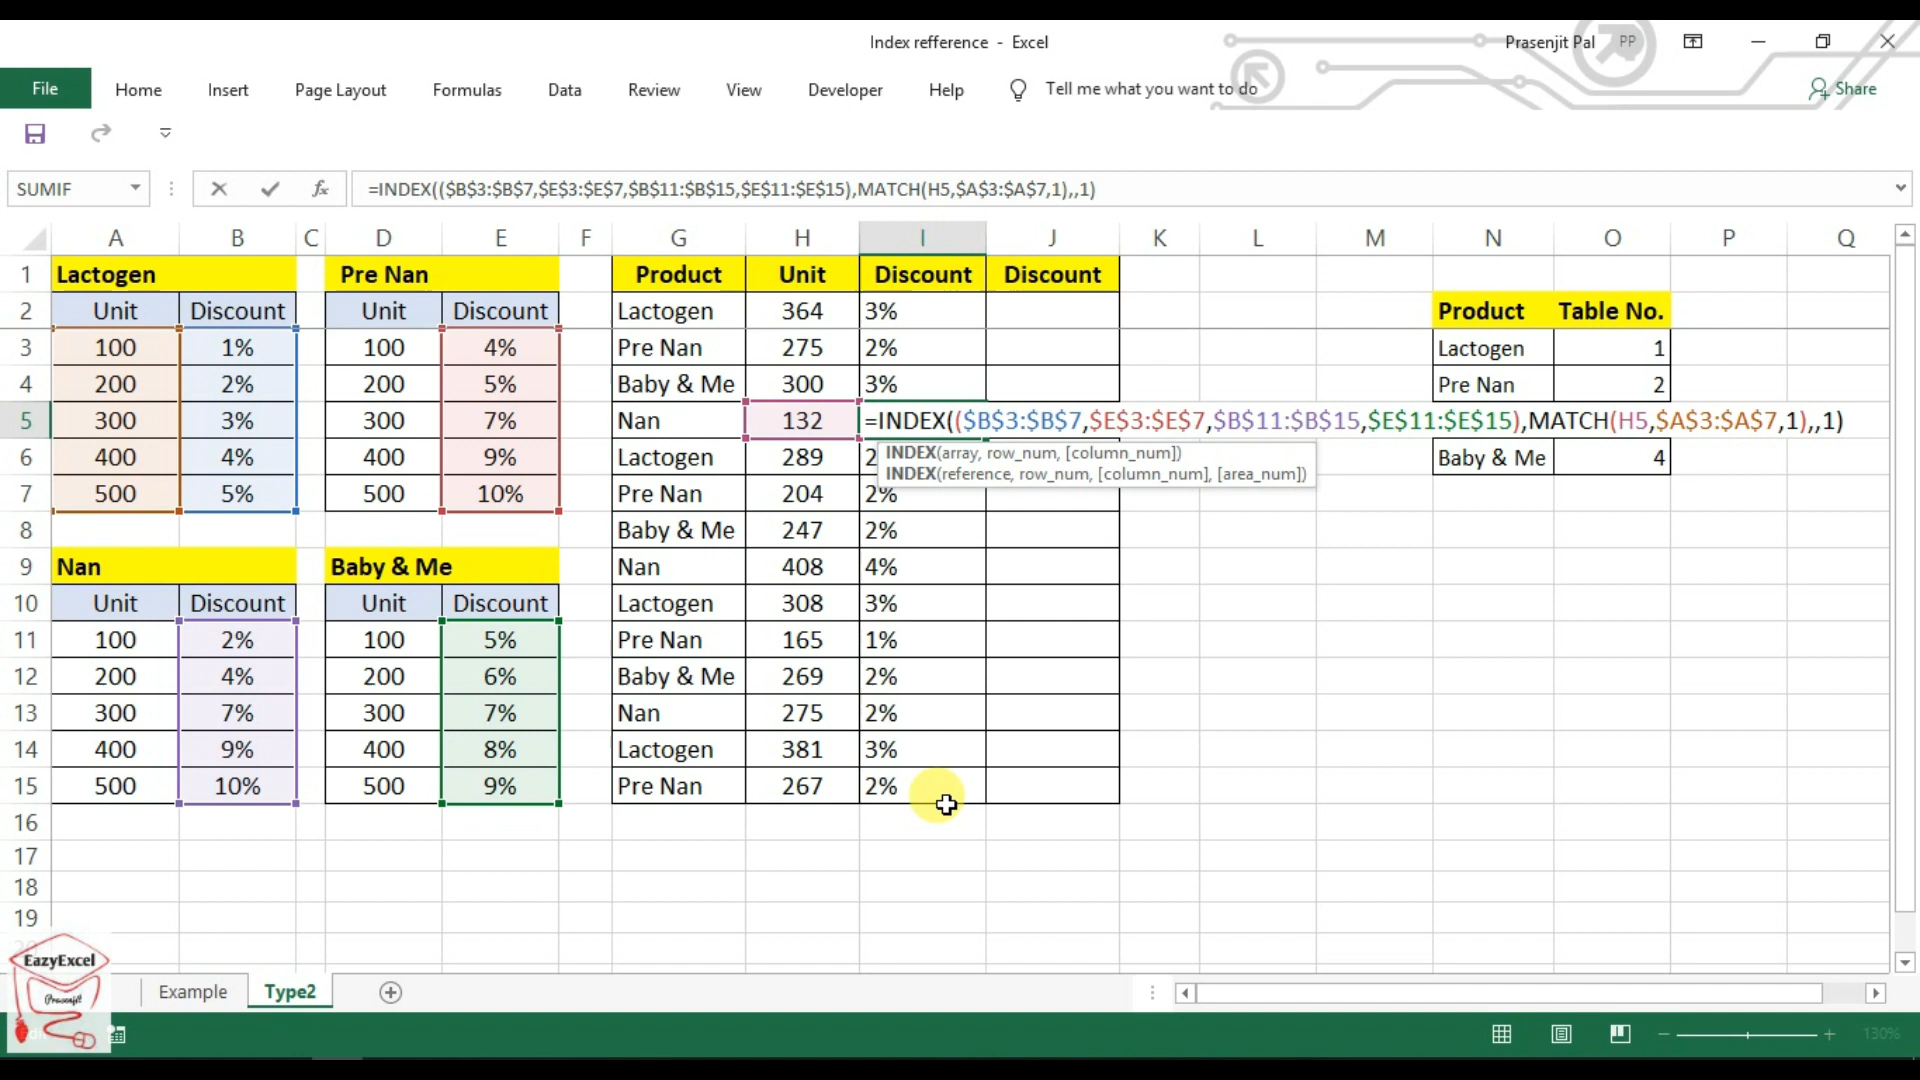 Index refference - Excel
Prasenjit Pal PP
File Home Insert Page Layout Formulas Data Review View Developer Help Tell me what you want to do Share
SUMIF fx =INDEX(($B$3:$B$7,$E$3:$E$7,$B$11:$B$15,$E$11:$E$15),MATCH(H5,$A$3:$A$7,1),,1)
A B C D E F G H I J K L M N O P Q
1 Lactogen Pre Nan Product Unit Discount Discount
2 Unit Discount Unit Discount Lactogen 364 3% Product Table No.
3 100 1% 100 4% Pre Nan 275 2% Lactogen 1
4 200 2% 200 5% Baby & Me 300 3% Pre Nan 2
5 300 3% 300 7% Nan 132 =INDEX(($B$3:$B$7,$E$3:$E$7,$B$11:$B$15,$E$11:$E$15),MATCH(H5,$A$3:$A$7,1),,1)
INDEX(array, row_num, [column_num])
6 400 4% 400 9% Lactogen 289 2 Baby & Me 4
INDEX(reference, row_num, [column_num], [area_num])
7 500 5% 500 10% Pre Nan 204 2%
8 Baby & Me 247 2%
9 Nan Baby & Me Nan 408 4%
10 Unit Discount Unit Discount Lactogen 308 3%
11 100 2% 100 5% Pre Nan 165 1%
12 200 4% 200 6% Baby & Me 269 2%
13 300 7% 300 7% Nan 275 2%
14 400 9% 400 8% Lactogen 381 3%
15 500 10% 500 9% Pre Nan 267 2%
16
17
18
19
EazyExcel
Prasenjit
Example Type2
130%